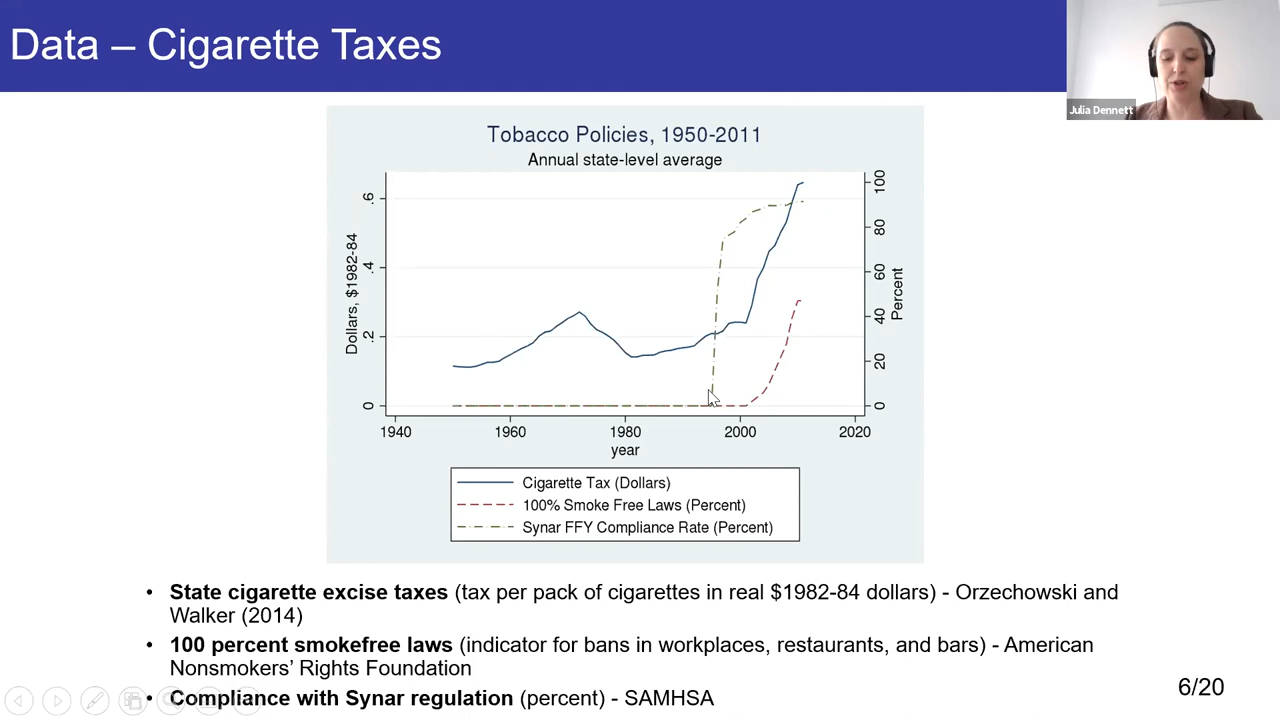 Data – Cigarette Taxes
Julia Dennett
Tobacco Policies, 1950-2011
Annual state-level average
Dollars, $1982-84
.6
.4
.2
0
100
80
60
40
20
0
Percent
1940 1960 1980 2000 2020
year
Cigarette Tax (Dollars)
100% Smoke Free Laws (Percent)
Synar FFY Compliance Rate (Percent)
• State cigarette excise taxes (tax per pack of cigarettes in real $1982-84 dollars) - Orzechowski and
Walker (2014)
• 100 percent smokefree laws (indicator for bans in workplaces, restaurants, and bars) - American
Nonsmokers' Rights Foundation
• Compliance with Synar regulation (percent) - SAMHSA
6/20